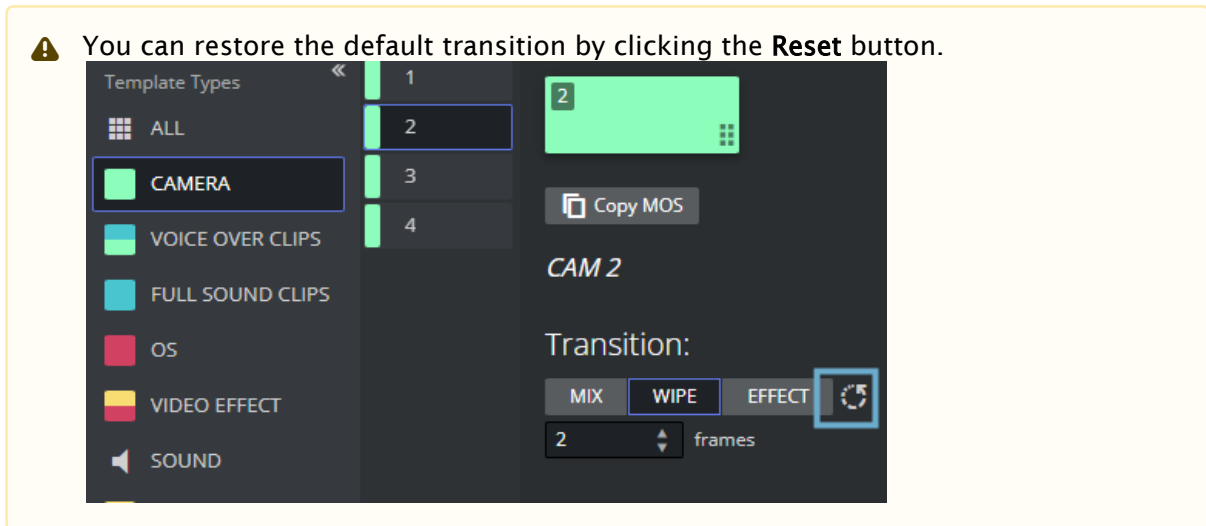 You can restore the default transition by clicking the Reset button.
Template Types
ALL
CAMERA
VOICE OVER CLIPS
FULL SOUND CLIPS
OS
VIDEO EFFECT
SOUND
1
2
3
4
2
Copy MOS
CAM 2
Transition:
MIX WIPE EFFECT
2 frames